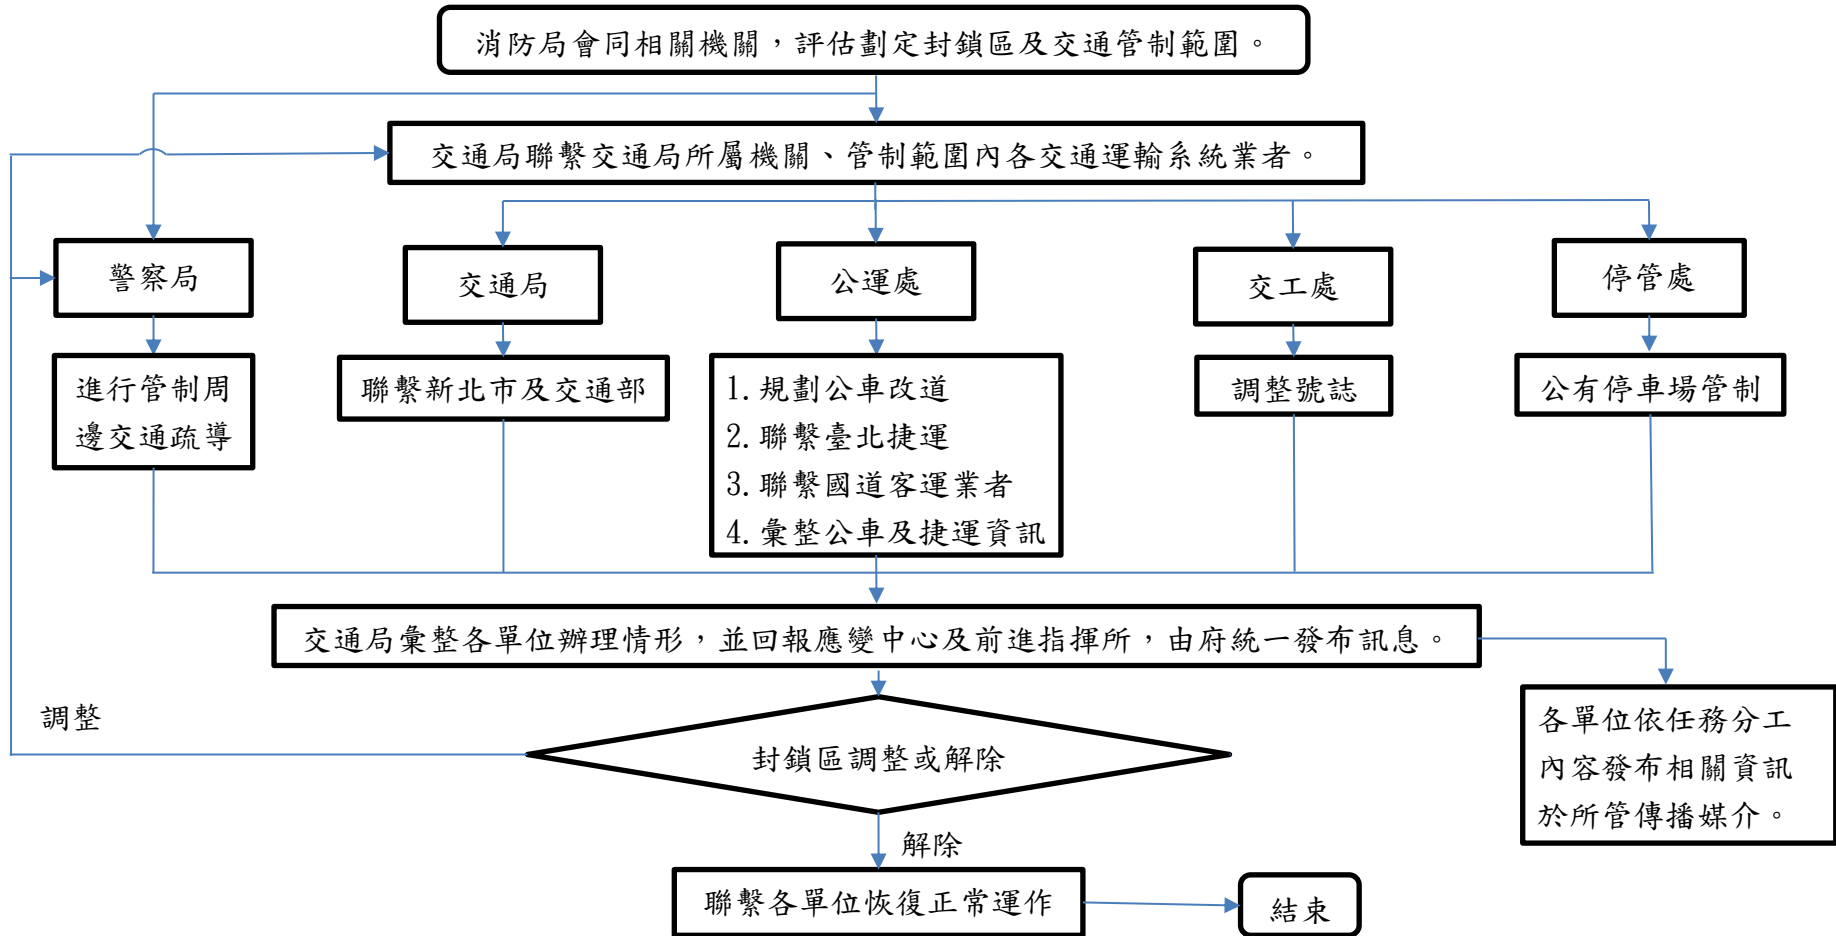 消防局會同相關機關，評估劃定封鎖區及交通管制範圍。
交通局聯繫交通局所屬機關、管制範圍內各交通運輸系統業者。
警察局
交通局
公運處
交工處
停管處
進行管制周
邊交通疏導
聯繫新北市及交通部
1.規劃公車改道
2.聯繫臺北捷運
3.聯繫國道客運業者
4.彙整公車及捷運資訊
調整號誌
公有停車場管制
交通局彙整各單位辦理情形，並回報應變中心及前進指揮所，由府統一發布訊息。
各單位依任務分工
內容發布相關資訊
於所管傳播媒介。
調整
封鎖區調整或解除
解除
聯繫各單位恢復正常運作
結束